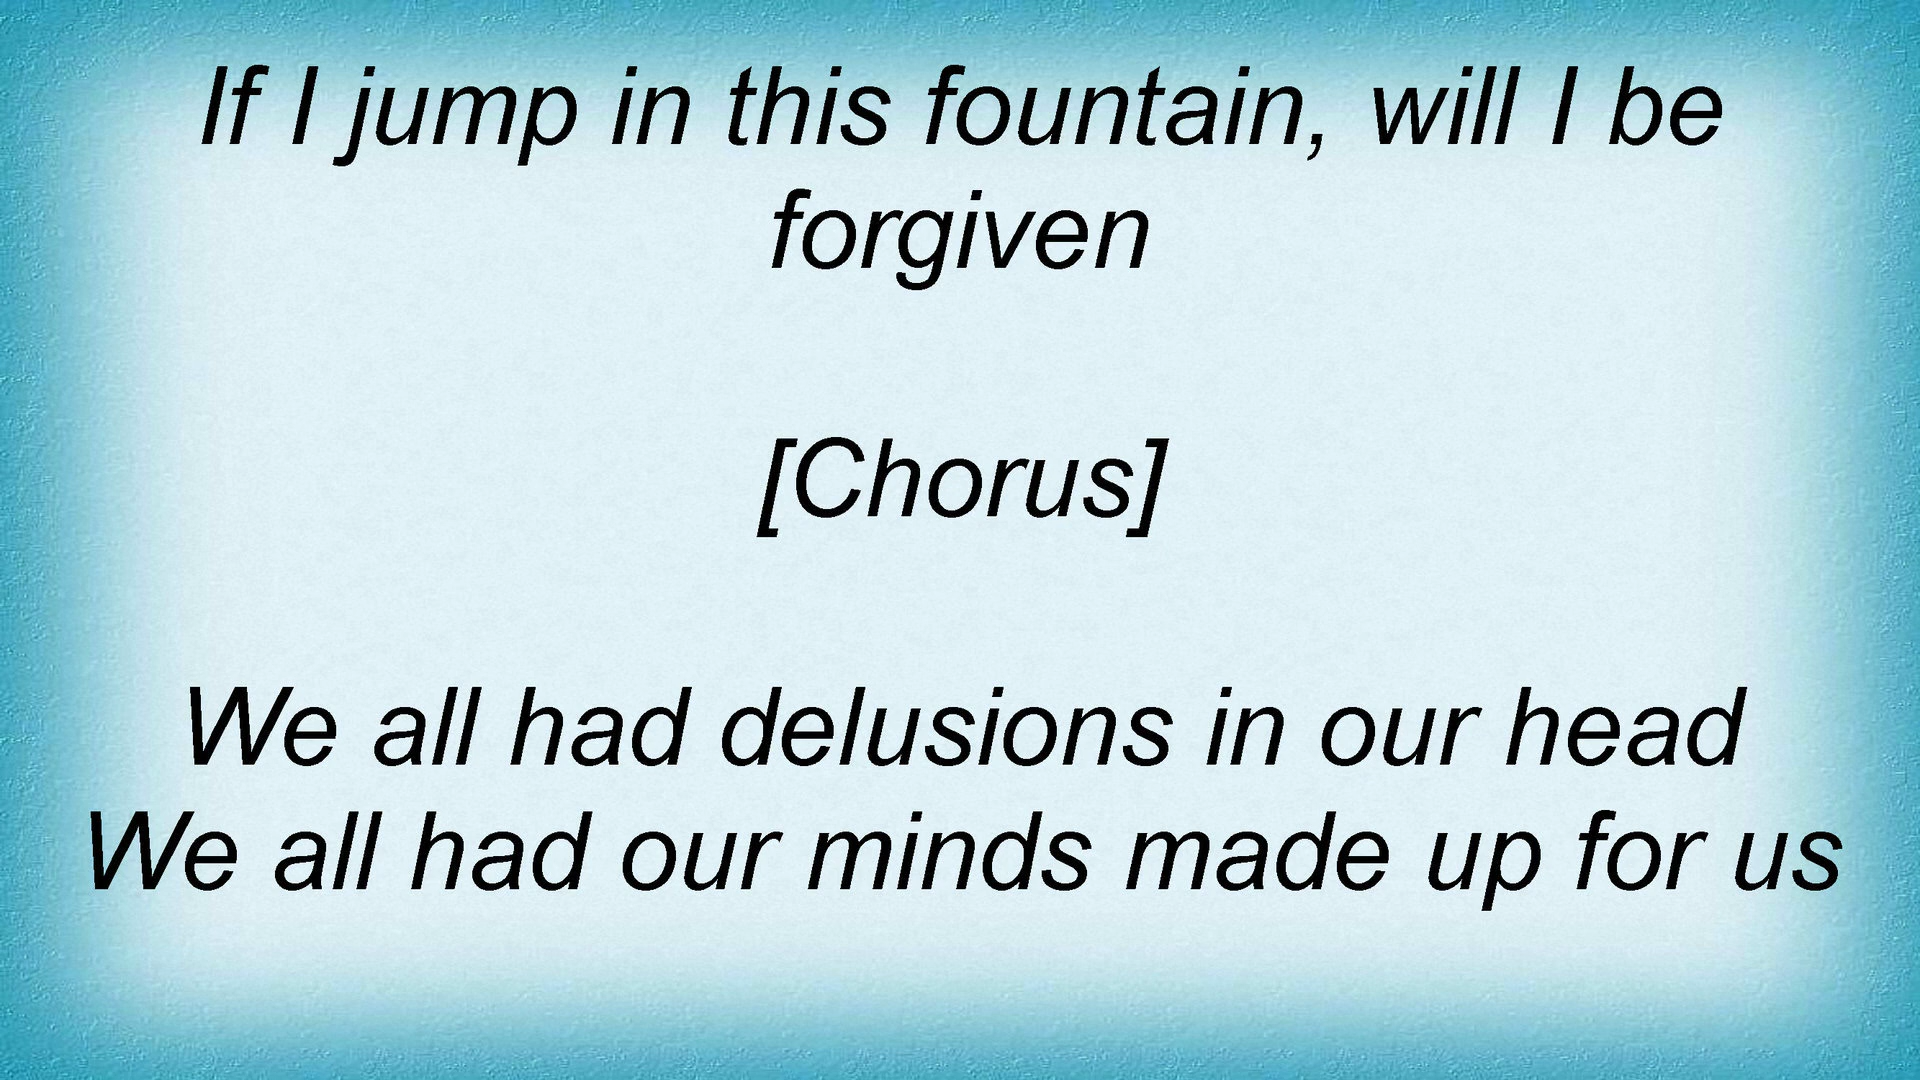 If I jump in this fountain, will I be
forgiven
[Chorus]
We all had delusions in our head
We all had our minds made up for us